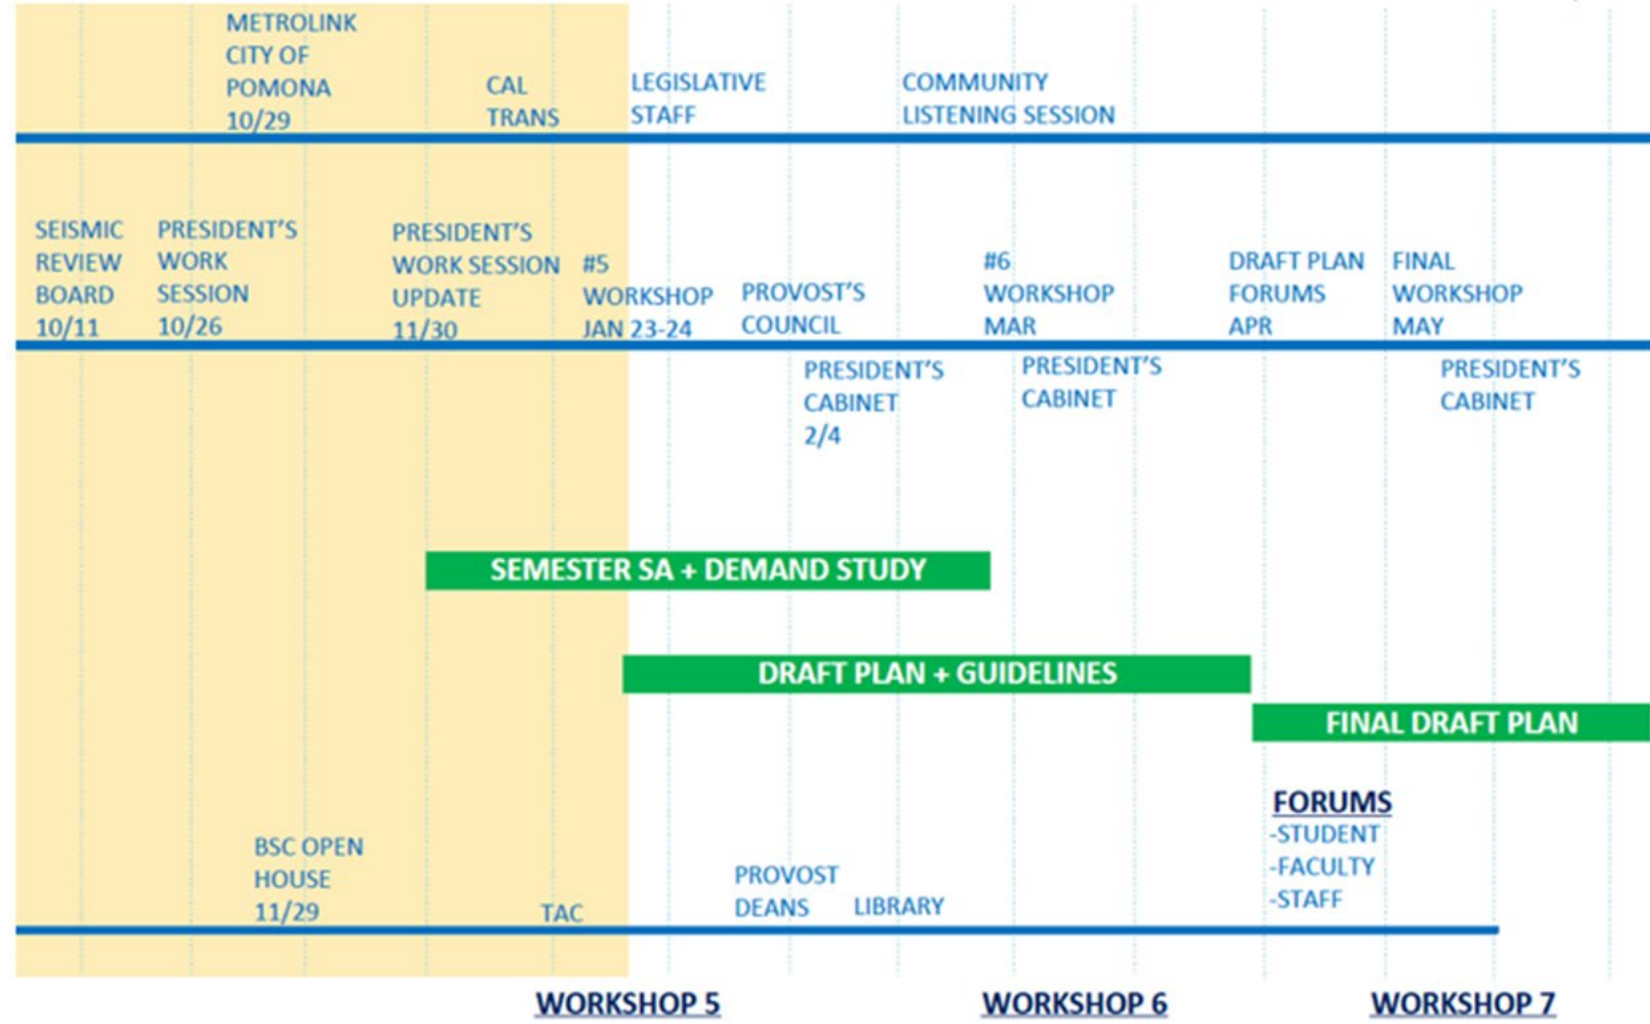 METROLINK
CITY OF
POMONA
10/29
CAL
TRANS
LEGISLATIVE
STAFF
COMMUNITY
LISTENING SESSION
SEISMIC
REVIEW
BOARD
10/11
PRESIDENT'S
WORK
SESSION
10/26
PRESIDENT'S
WORK SESSION
UPDATE
11/30
#5
WORKSHOP
JAN 23-24
PROVOST'S
COUNCIL
#6
WORKSHOP
MAR
DRAFT PLAN
FORUMS
APR
FINAL
WORKSHOP
MAY
PRESIDENT'S
CABINET
2/4
PRESIDENT'S
CABINET
PRESIDENT'S
CABINET
SEMESTER SA + DEMAND STUDY
DRAFT PLAN + GUIDELINES
FINAL DRAFT PLAN
BSC OPEN
HOUSE
11/29
TAC
PROVOST
DEANS
LIBRARY
FORUMS
-STUDENT
-FACULTY
-STAFF
WORKSHOP 5
WORKSHOP 6
WORKSHOP 7